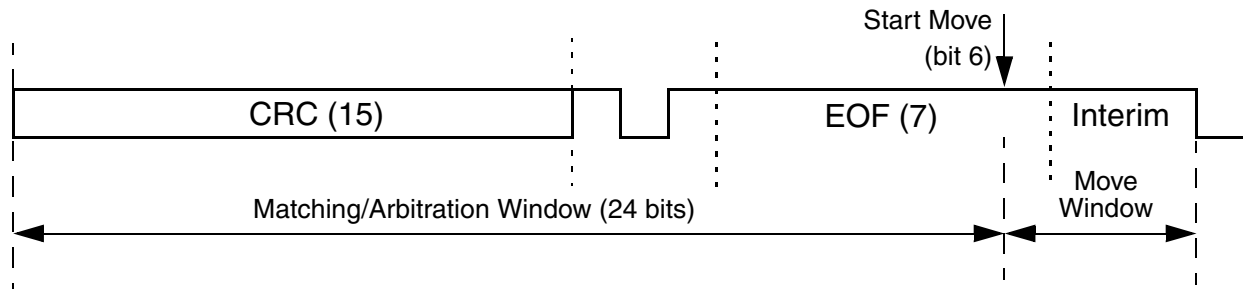 Start Move
(bit 6)
CRC (15)
EOF (7)
Interim
Matching/Arbitration Window (24 bits)
Move
Window